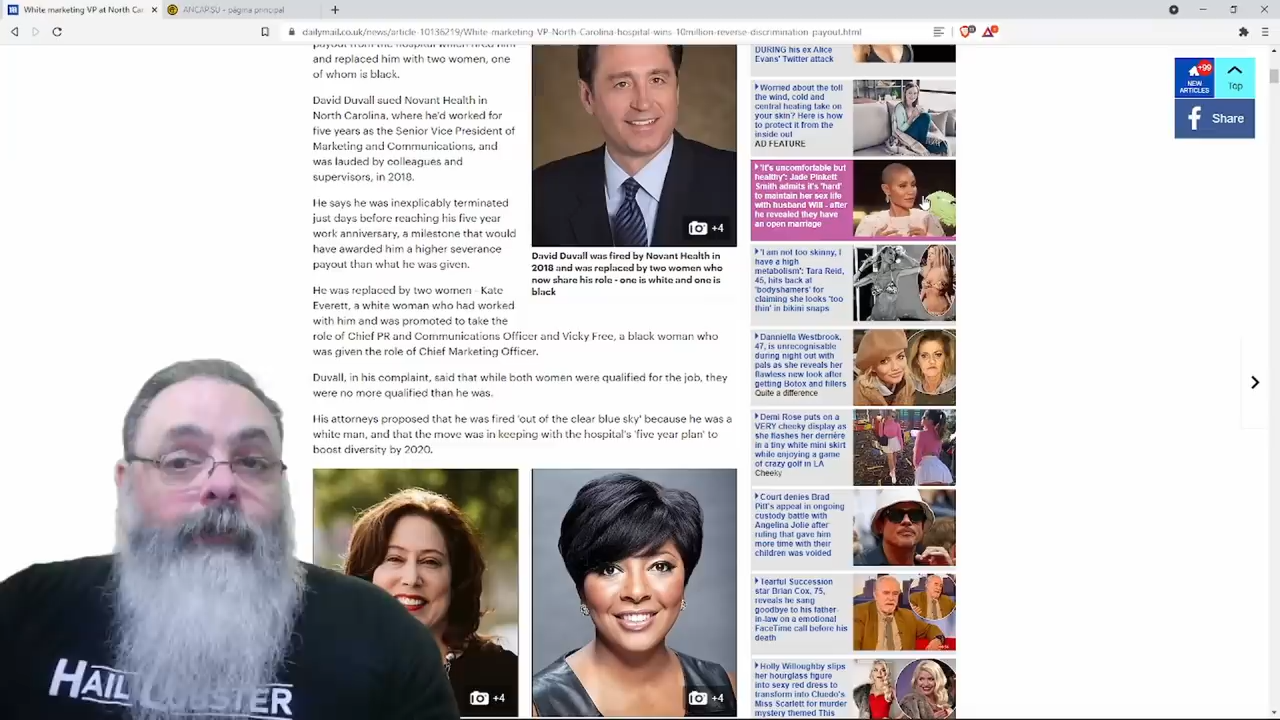 White marketing VP at North Car
ANCAP.SU - página principal
dailymail.co.uk/news/article-10136219/White-marketing-VP-North-Carolina-hospital-wins-10million-reverse-discrimination-payout.html
payout from the hospital which fired him
and replaced him with two women, one
of whom is black.
David Duvall sued Novant Health in
North Carolina, where he'd worked for
five years as the Senior Vice President of
Marketing and Communications, and
was lauded by colleagues and
supervisors, in 2018.
He says he was inexplicably terminated
just days before reaching his five year
work anniversary, a milestone that would
have awarded him a higher severance
payout than what he was given.
He was replaced by two women - Kate
Everett, a white woman who had worked
with him and was promoted to take the
role of Chief PR and Communications Officer and Vicky Free, a black woman who
was given the role of Chief Marketing Officer.
Duvall, in his complaint, said that while both women were qualified for the job, they
were no more qualified than he was.
His attorneys proposed that he was fired 'out of the clear blue sky' because he was a
white man, and that the move was in keeping with the hospital's 'five year plan' to
boost diversity by 2020.
+4
David Duvall was fired by Novant Health in
2018 and was replaced by two women who
now share his role - one is white and one is
black
+4
+4
DURING his ex Alice
Evans' Twitter attack
Worried about the toll
the wind, cold and
central heating take on
your skin? Here is how
to protect it from the
inside out
AD FEATURE
'It's uncomfortable but
healthy': Jade Pinkett
Smith admits it's 'hard'
to maintain her sex life
with husband Will - after
he revealed they have
an open marriage
'I am not too skinny, I
have a high
metabolism': Tara Reid,
45, hits back at
'bodyshamers' for
claiming she looks 'too
thin' in bikini snaps
Danniella Westbrook,
47, is unrecognisable
during night out with
pals as she reveals her
flawless new look after
getting Botox and fillers
Quite a difference
Demi Rose puts on a
VERY cheeky display as
she flashes her derrière
in a tiny white mini skirt
while enjoying a game
of crazy golf in LA
Cheeky
Court denies Brad
Pitt's appeal in ongoing
custody battle with
Angelina Jolie after
ruling that gave him
more time with their
children was voided
Tearful Succession
star Brian Cox, 75,
reveals he sang
goodbye to his father-
in-law on a emotional
FaceTime call before his
death
Holly Willoughby slips
her hourglass figure
into sexy red dress to
transform into Cluedo's
Miss Scarlett for murder
mystery themed This
+99
NEW
ARTICLES
Top
Share